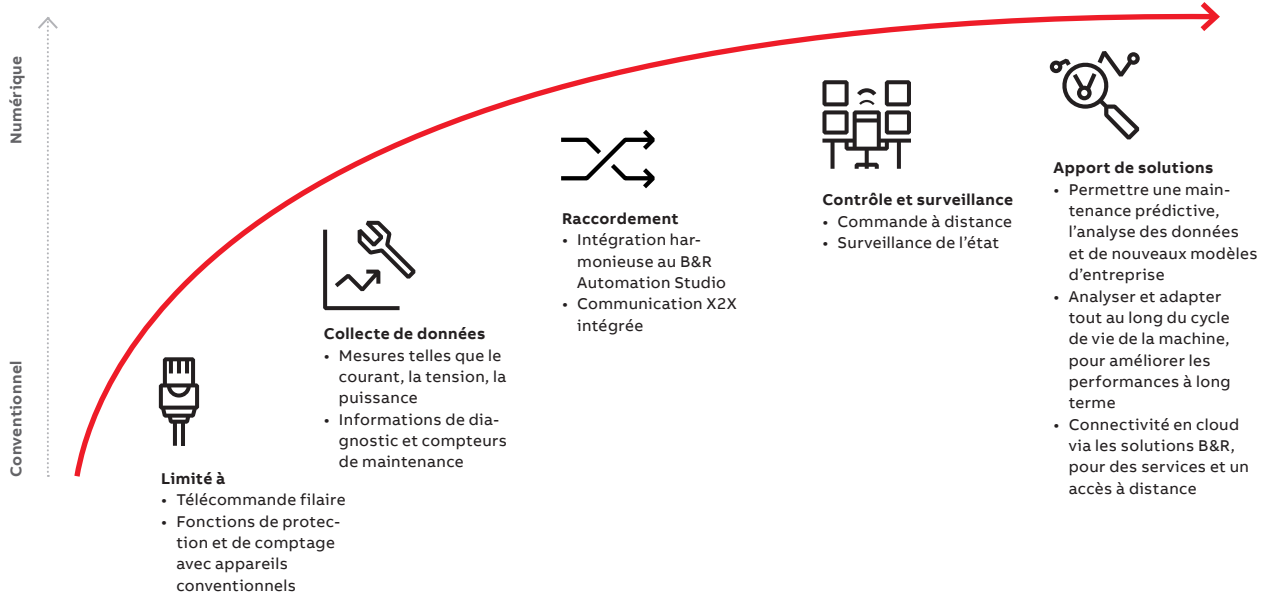 Numérique
Conventionnel
Limité à
• Télécommande filaire
• Fonctions de protec-
tion et de comptage
avec appareils
conventionnels
Collecte de données
• Mesures telles que le
courant, la tension, la
puissance
• Informations de dia-
gnostic et compteurs
de maintenance
Raccordement
• Intégration har-
monieuse au B&R
Automation Studio
• Communication X2X
intégrée
Contrôle et surveillance
• Commande à distance
• Surveillance de l’état
Apport de solutions
• Permettre une main-
tenance prédictive,
l’analyse des données
et de nouveaux modèles
d’entreprise
• Analyser et adapter
tout au long du cycle
de vie de la machine,
pour améliorer les
performances à long
terme
• Connectivité en cloud
via les solutions B&R,
pour des services et un
accès à distance